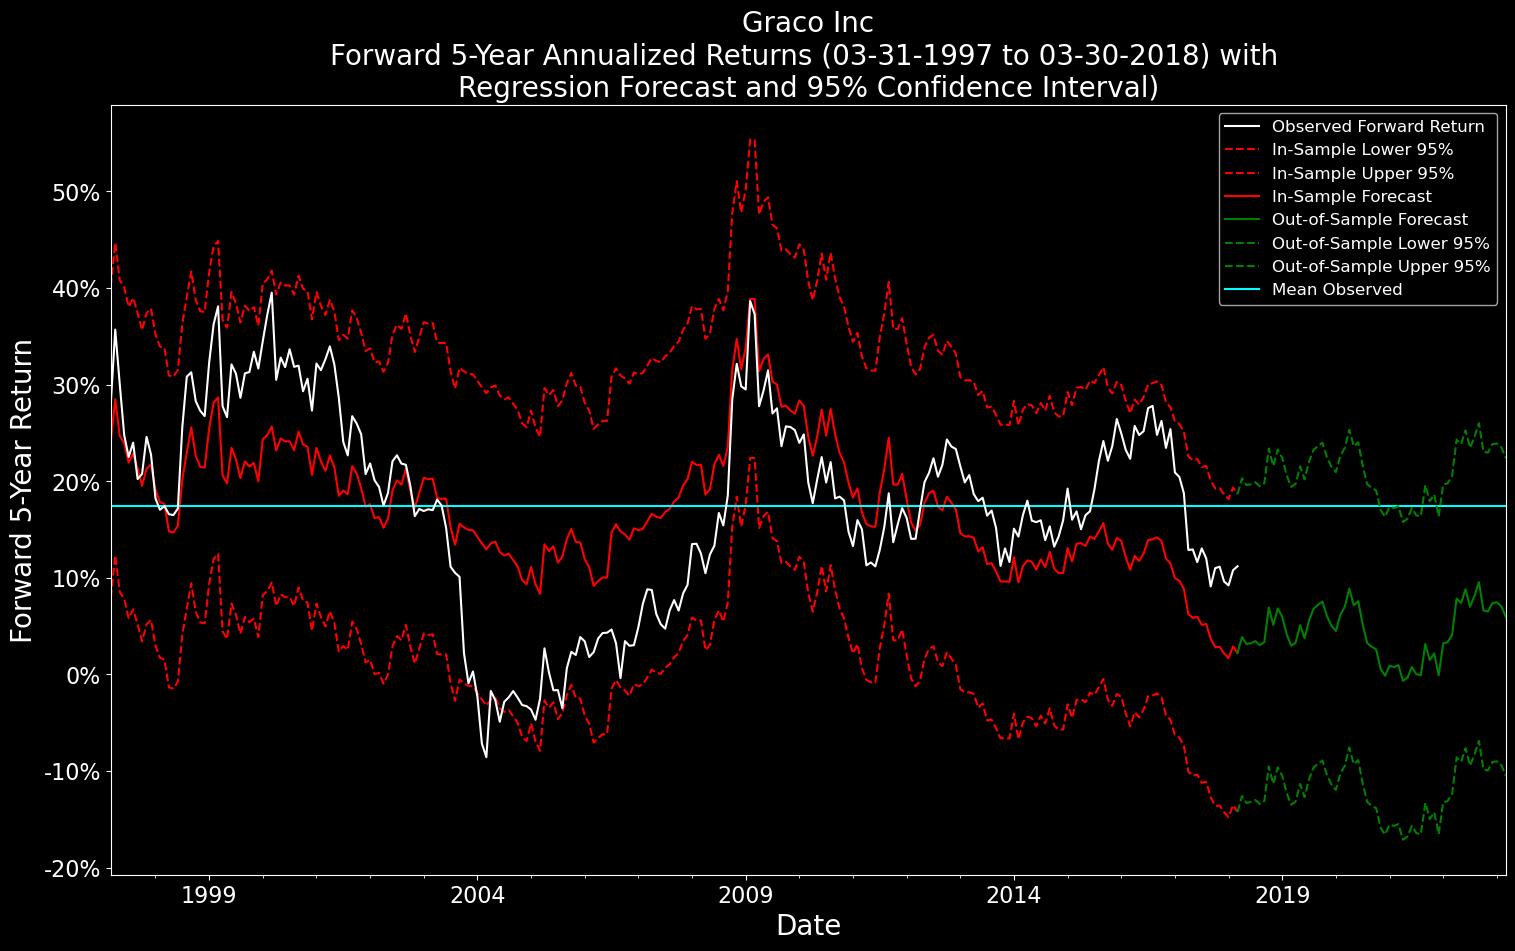 Graco Inc
Forward 5-Year Annualized Returns (03-31-1997 to 03-30-2018) with
Regression Forecast and 95% Confidence Interval)
Observed Forward Return
In-Sample Lower 95%
In-Sample Upper 95%
In-Sample Forecast
Out-of-Sample Forecast
Out-of-Sample Lower 95%
Out-of-Sample Upper 95%
Mean Observed
Forward 5-Year Return
50%
40%
30%
20%
10%
0%
-10%
-20%
1999 2004 2009 2014 2019
Date